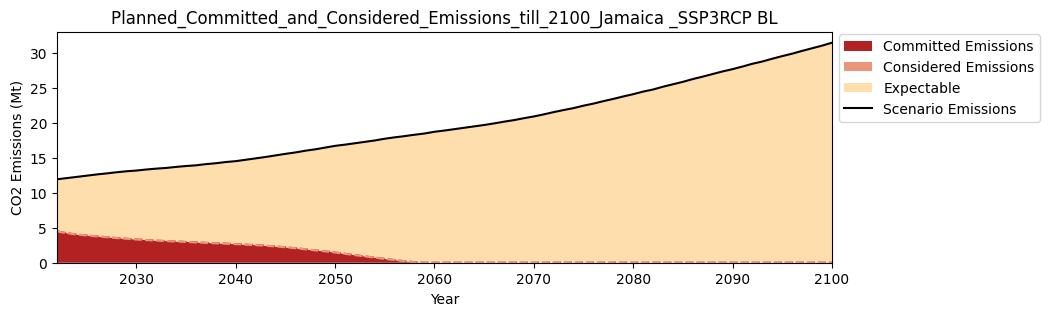 Planned_Committed_and_Considered_Emissions_till_2100_Jamaica _SSP3RCP BL
CO2 Emissions (Mt)
30
25
20
15
10
5
0
2030 2040 2050 2060 2070 2080 2090 2100
Year
Committed Emissions
Considered Emissions
Expectable
Scenario Emissions